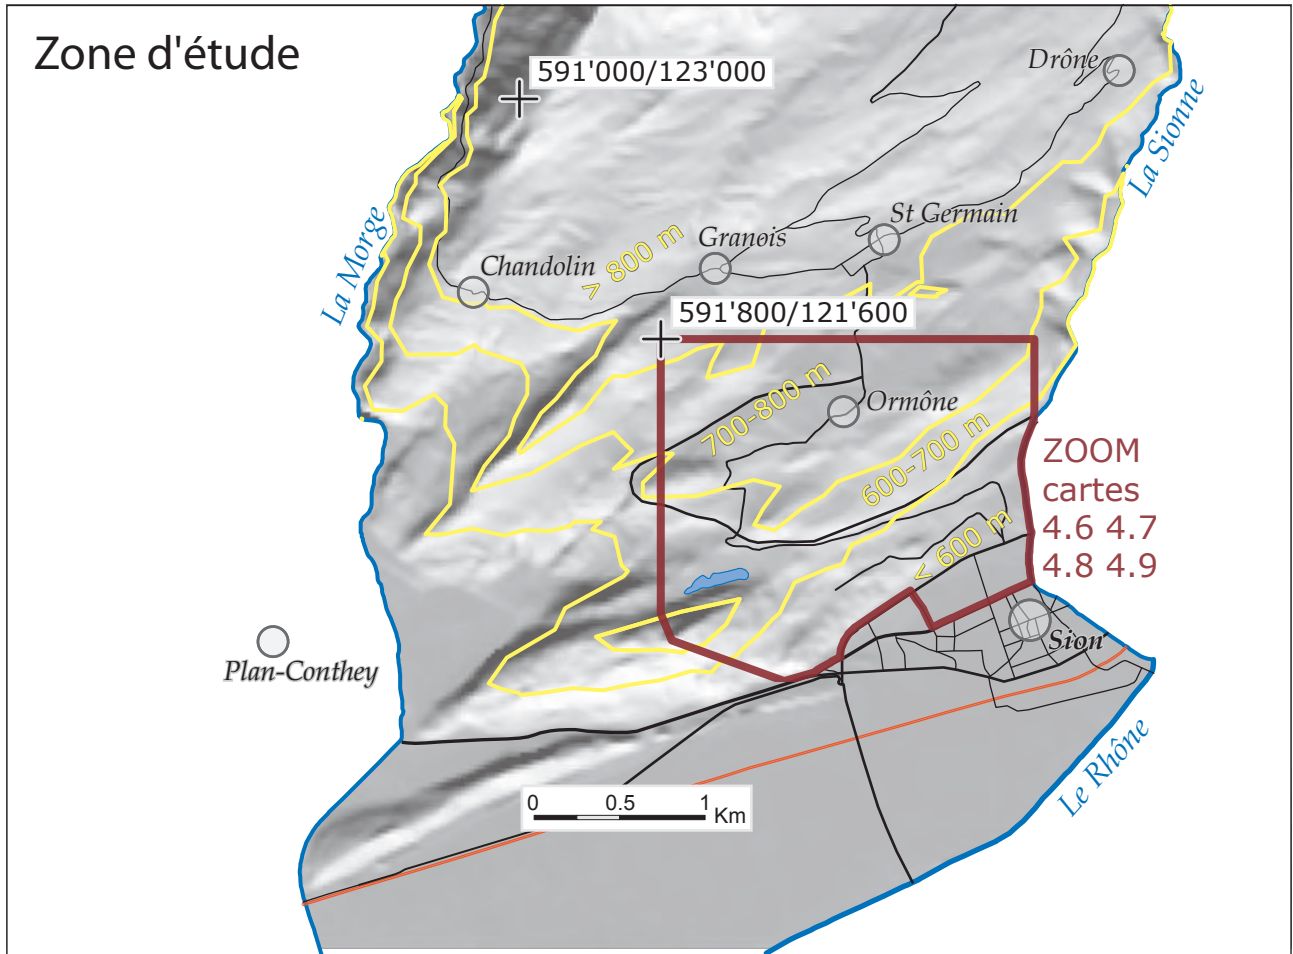 Zone d'étude
591'000/123'000
Drône
La Sionne
La Morge
St Germain
Granois
Chandolin
> 800 m
591'800/121'600
700-800 m
Ormône
600-700 m
ZOOM
cartes
4.6 4.7
4.8 4.9
< 600 m
Sion
Plan-Conthey
Le Rhône
0 0.5 1 Km